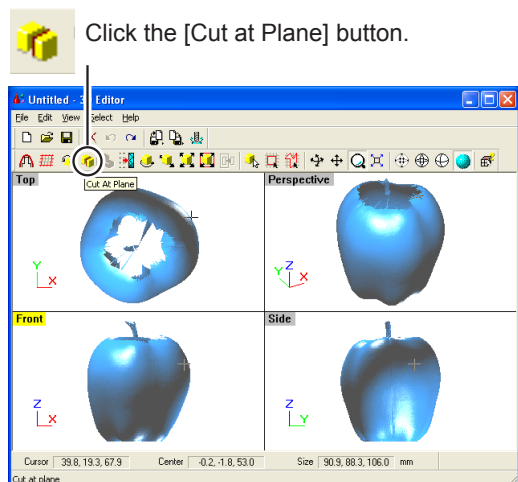 Click the [Cut at Plane] button.
Untitled - 3 Editor
File Edit View Select Help
Cut At Plane
Top
Perspective
Y
X
Z
Y X
Front
Side
Z
X
Z
Y
Cursor 39.8, 19.3, 67.9 Center -0.2, -1.8, 53.0 Size 90.9, 88.3, 106.0 mm
Cut at plane